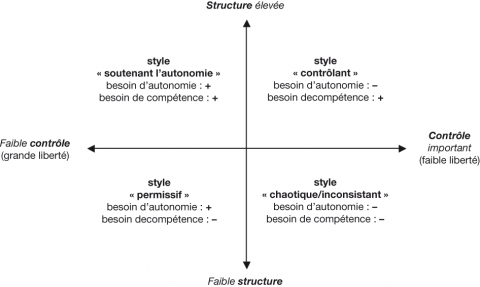 Structure élevée
style
« soutenant l’autonomie »
besoin d’autonomie : +
besoin de compétence : +
style
« contrôlant »
besoin d’autonomie : –
besoin decompétence : +
Faible contrôle
(grande liberté)
Contrôle
important
(faible liberté)
style
« permissif »
besoin d’autonomie : +
besoin decompétence : –
style
« chaotique/inconsistant »
besoin d’autonomie : –
besoin de compétence : –
Faible structure